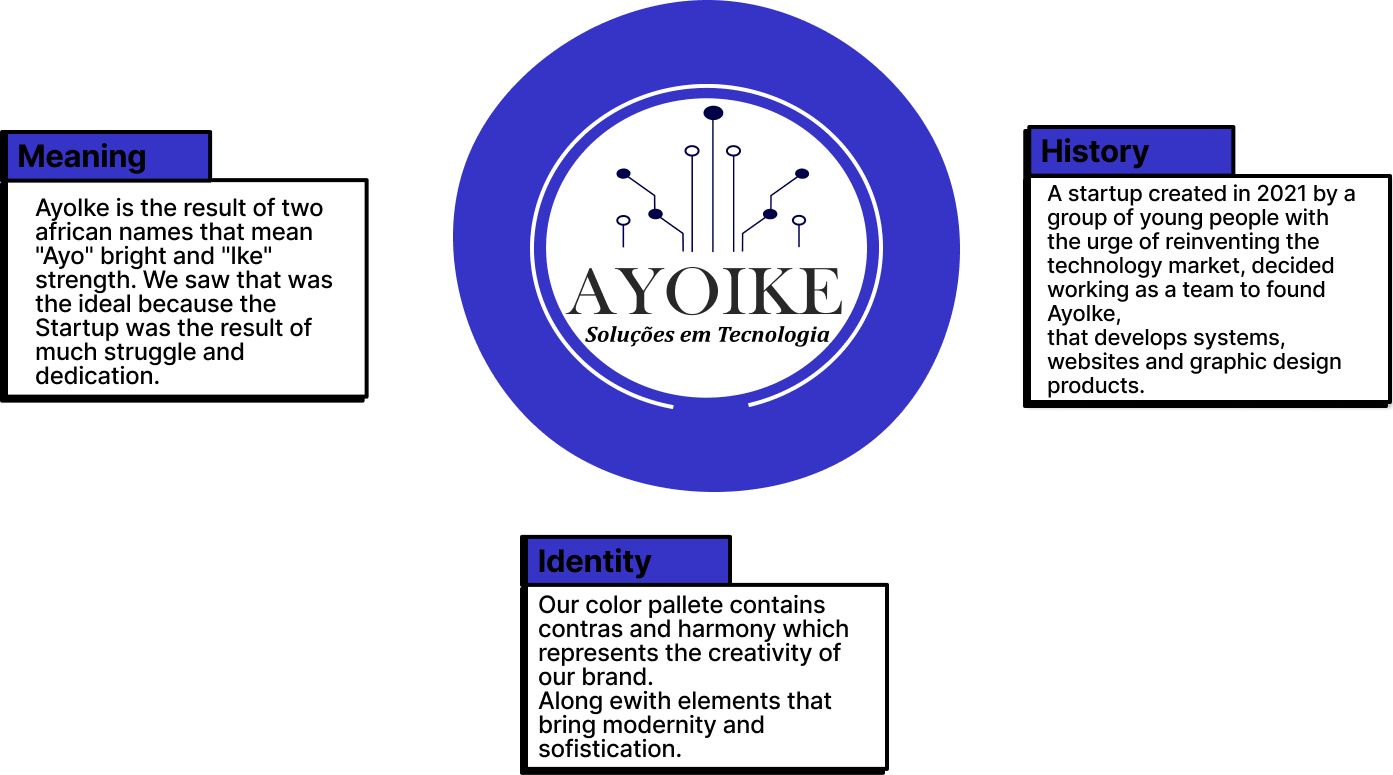 Meaning
AyoIke is the result of two
african names that mean
"Ayo" bright and "Ike"
strength. We saw that was
the ideal because the
Startup was the result of
much struggle and
dedication.
AYOIKE
Soluções em Tecnologia
History
A startup created in 2021 by a
group of young people with
the urge of reinventing the
technology market, decided
working as a team to found
AyoIke,
that develops systems,
websites and graphic design
products.
Identity
Our color pallete contains
contras and harmony which
represents the creativity of
our brand.
Along ewith elements that
bring modernity and
sofistication.